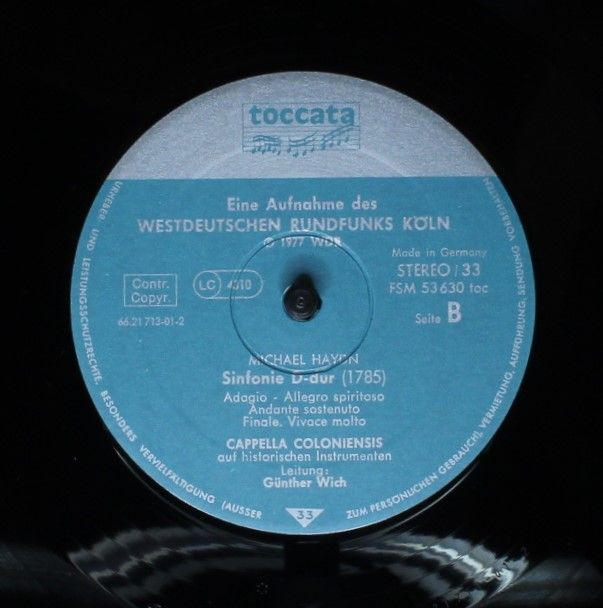 toccata
Eine Aufnahme des
WESTDEUTSCHEN RUNDFUNKS KÖLN
℗ 1977 WDR
Made in Germany
Contr.
Copyr.
LC 4310
STEREO / 33
FSM 53 630 toc
66.21 713-01-2
Seite B
MICHAEL HAYDN
Sinfonie D-dur (1785)
Adagio - Allegro spiritoso
Andante sostenuto
Finale. Vivace molto
CAPPELLA COLONIENSIS
auf historischen Instrumenten
Leitung:
Günther Wich
33
URHEBER- UND LEISTUNGSSCHUTZRECHTE, BESONDERS VERVIELFÄLTIGUNG (AUSSER ZUM PERSÖNLICHEN GEBRAUCH), VERMIETUNG, AUFFÜHRUNG, SENDUNG VORBEHALTEN